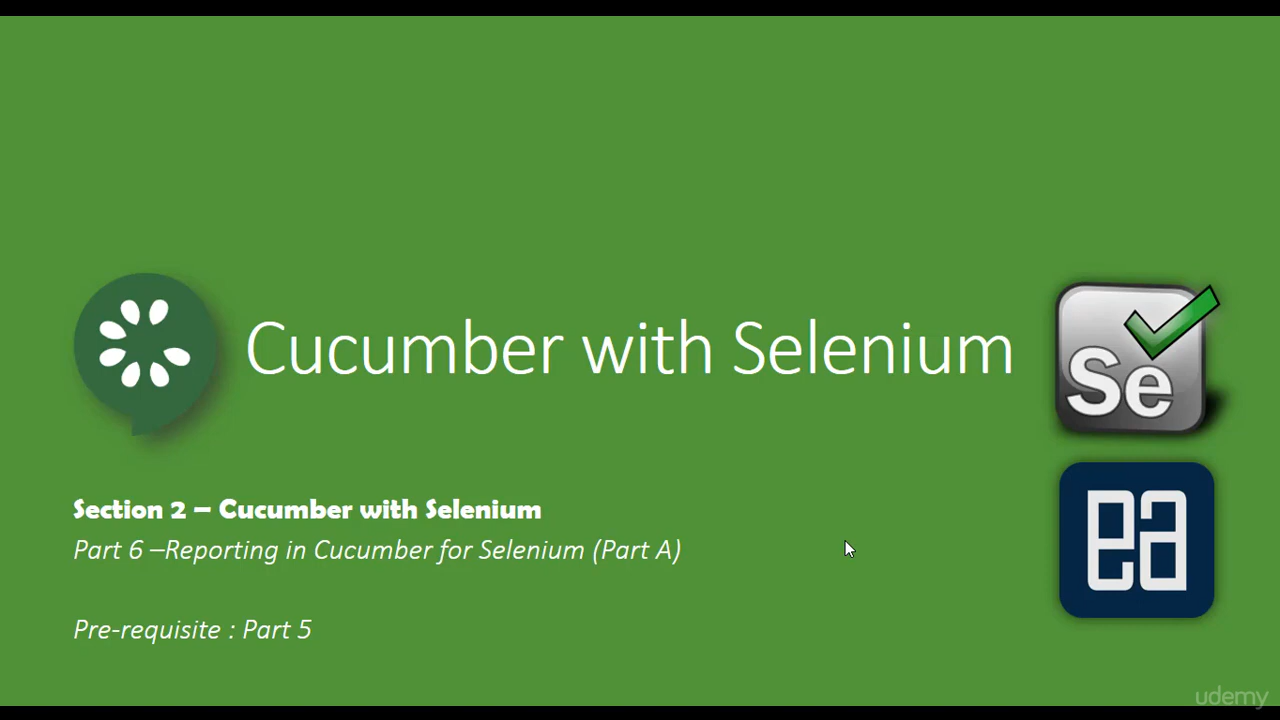 Cucumber with Selenium
Se
ea
Section 2 – Cucumber with Selenium
Part 6 –Reporting in Cucumber for Selenium (Part A)
Pre-requisite : Part 5
udemy